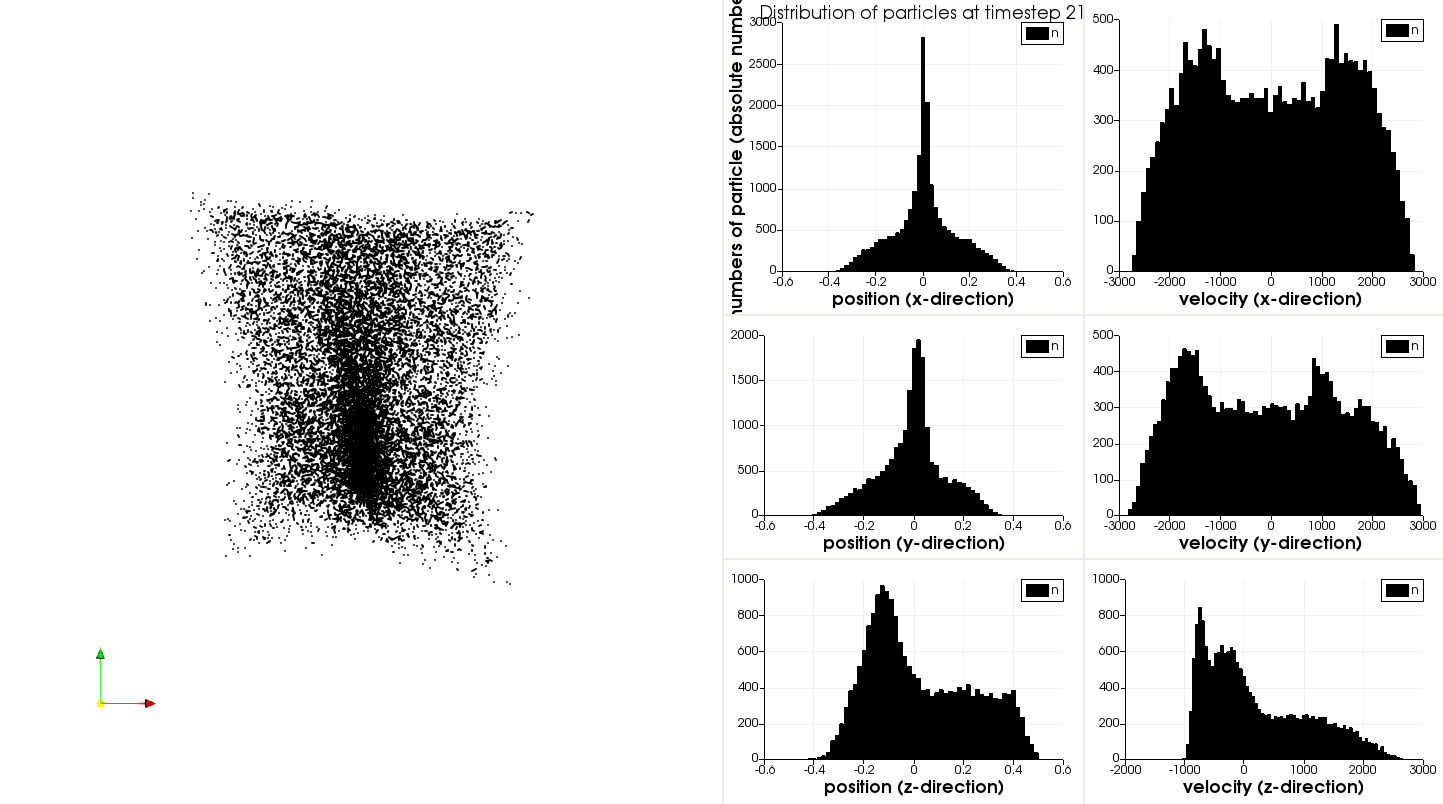 Distribution of particles at timestep 21
numbers of particle (absolute numbe
3000
2500
2000
1500
1000
500
0
-0.6 -0.4 -0.2 0 0.2 0.4 0.6
position (x-direction)
n
500
400
300
200
100
0
-3000 -2000 -1000 0 1000 2000 3000
velocity (x-direction)
n
2000
1500
1000
500
0
-0.6 -0.4 -0.2 0 0.2 0.4 0.6
position (y-direction)
n
500
400
300
200
100
0
-3000 -2000 -1000 0 1000 2000 3000
velocity (y-direction)
n
1000
800
600
400
200
0
-0.6 -0.4 -0.2 0 0.2 0.4 0.6
position (z-direction)
n
1000
800
600
400
200
0
-2000 -1000 0 1000 2000 3000
velocity (z-direction)
n